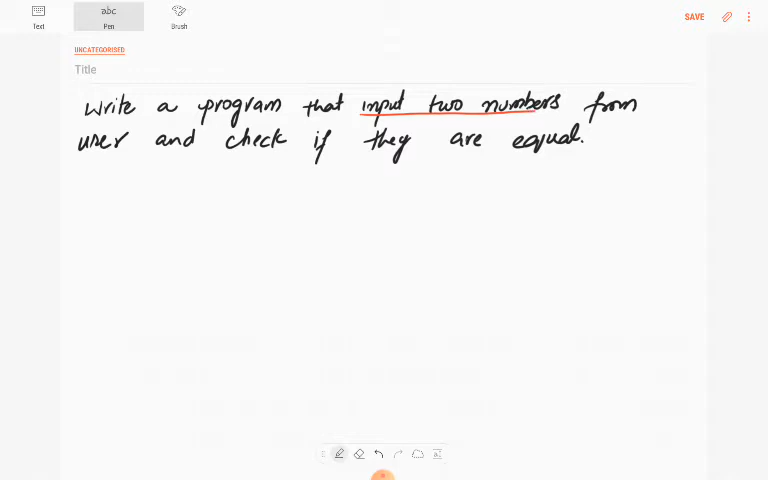 Text
abc
Pen
Brush
SAVE
UNCATEGORISED
Title
Write a program that input two numbers from
user and check if they are equal.